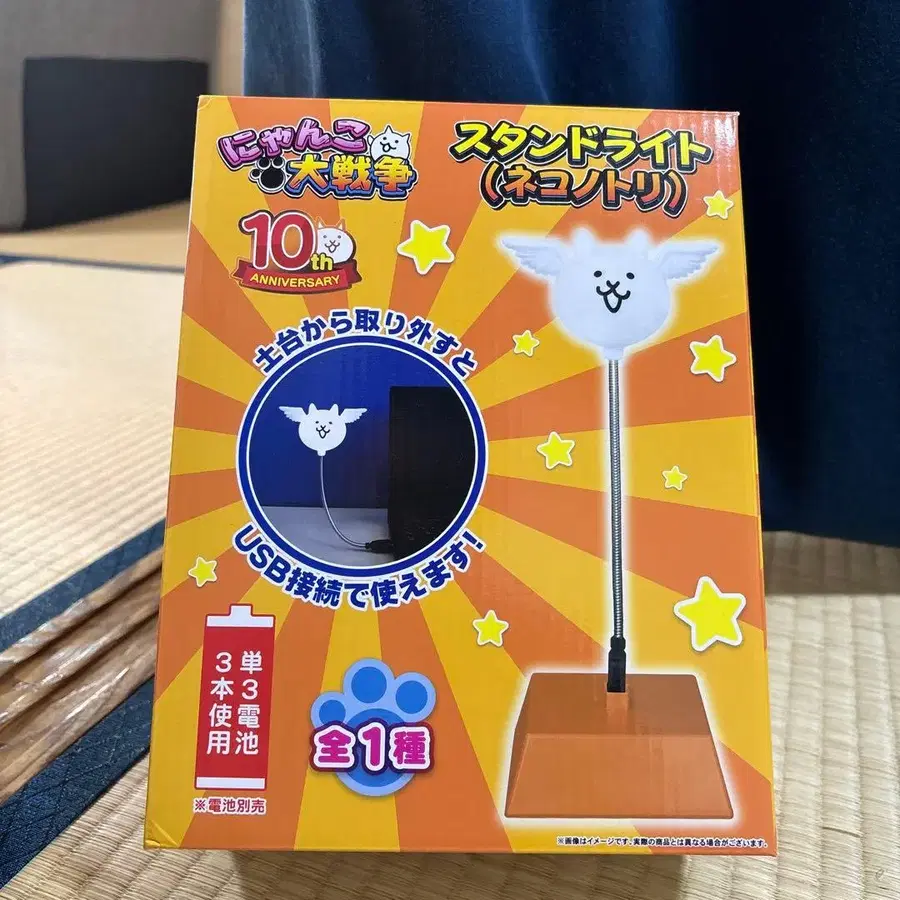 にゃんこ
大戦争
スタンドライト
(ネコノトリ)
10th
ANNIVERSARY
土台から取り外すと
USB接続で使えます!
単3電池
3本使用
※電池別売
全1種
※画像はイメージです。実際の商品とは異なる場合がございます。